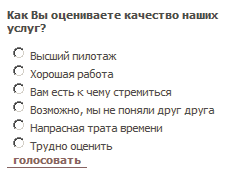 Как Вы оцениваете качество наших
услуг?
Высший пилотаж
Хорошая работа
Вам есть к чему стремиться
Возможно, мы не поняли друг друга
Напрасная трата времени
Трудно оценить
голосовать